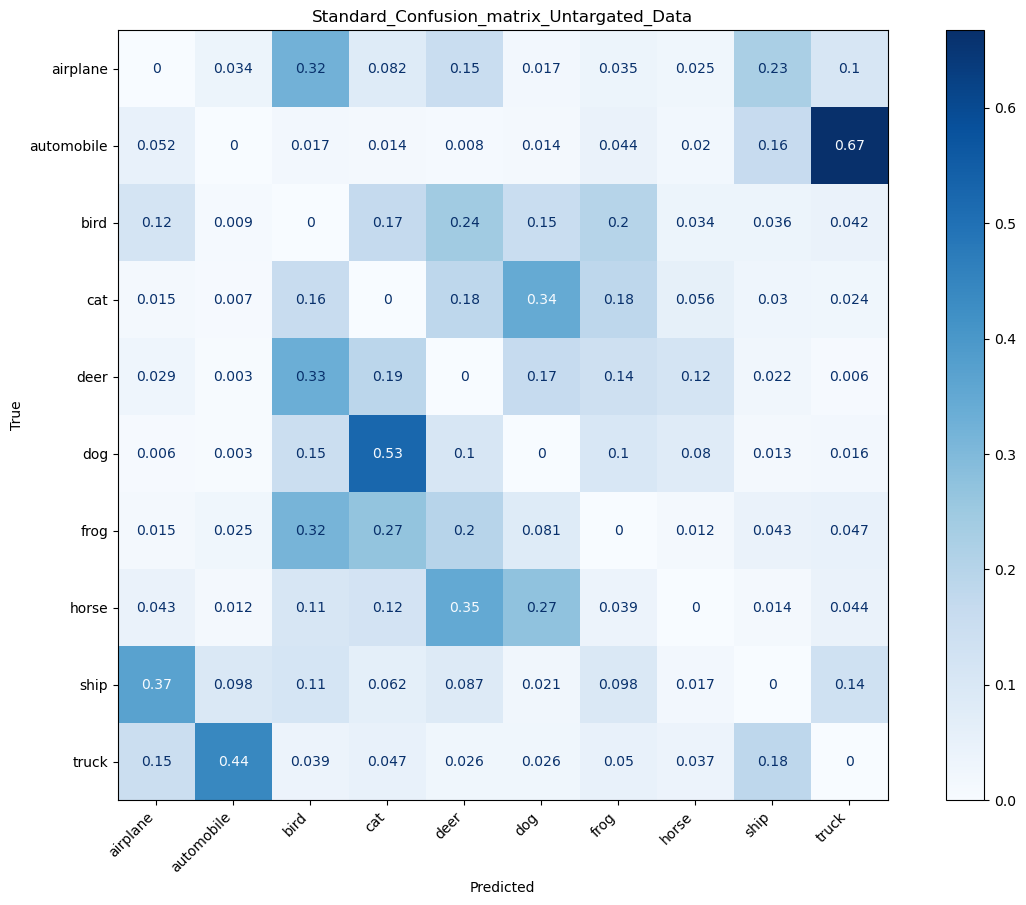 Standard_Confusion_matrix_Untargated_Data
airplane 0 0.034 0.32 0.082 0.15 0.017 0.035 0.025 0.23 0.1
automobile 0.052 0 0.017 0.014 0.008 0.014 0.044 0.02 0.16 0.67
bird 0.12 0.009 0 0.17 0.24 0.15 0.2 0.034 0.036 0.042
cat 0.015 0.007 0.16 0 0.18 0.34 0.18 0.056 0.03 0.024
deer 0.029 0.003 0.33 0.19 0 0.17 0.14 0.12 0.022 0.006
dog 0.006 0.003 0.15 0.53 0.1 0 0.1 0.08 0.013 0.016
frog 0.015 0.025 0.32 0.27 0.2 0.081 0 0.012 0.043 0.047
horse 0.043 0.012 0.11 0.12 0.35 0.27 0.039 0 0.014 0.044
ship 0.37 0.098 0.11 0.062 0.087 0.021 0.098 0.017 0 0.14
truck 0.15 0.44 0.039 0.047 0.026 0.026 0.05 0.037 0.18 0
True
airplane automobile bird cat deer dog frog horse ship truck
Predicted
0.6
0.5
0.4
0.3
0.2
0.1
0.0